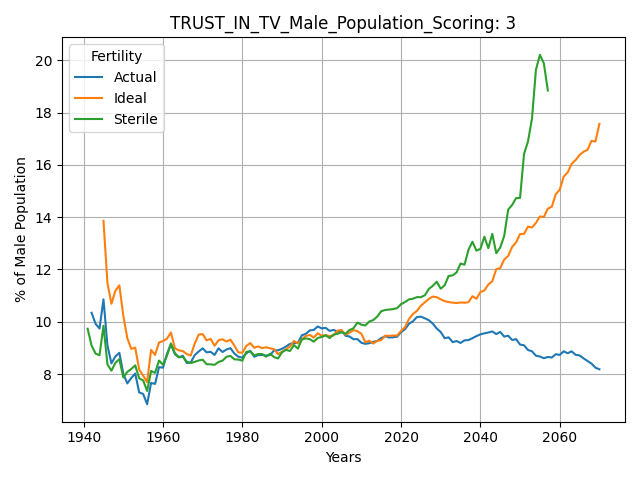 TRUST_IN_TV_Male_Population_Scoring: 3
Fertility
Actual
Ideal
Sterile
% of Male Population
20
18
16
14
12
10
8
1940
1960
1980
2000
2020
2040
2060
Years